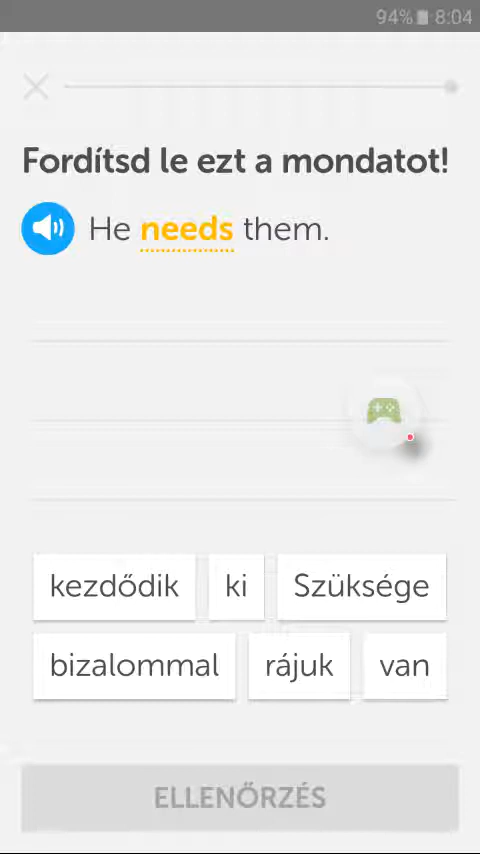 94% 8:04
Fordítsd le ezt a mondatot!
He needs them.
kezdődik ki Szüksége
bizalommal rájuk van
ELLENŐRZÉS